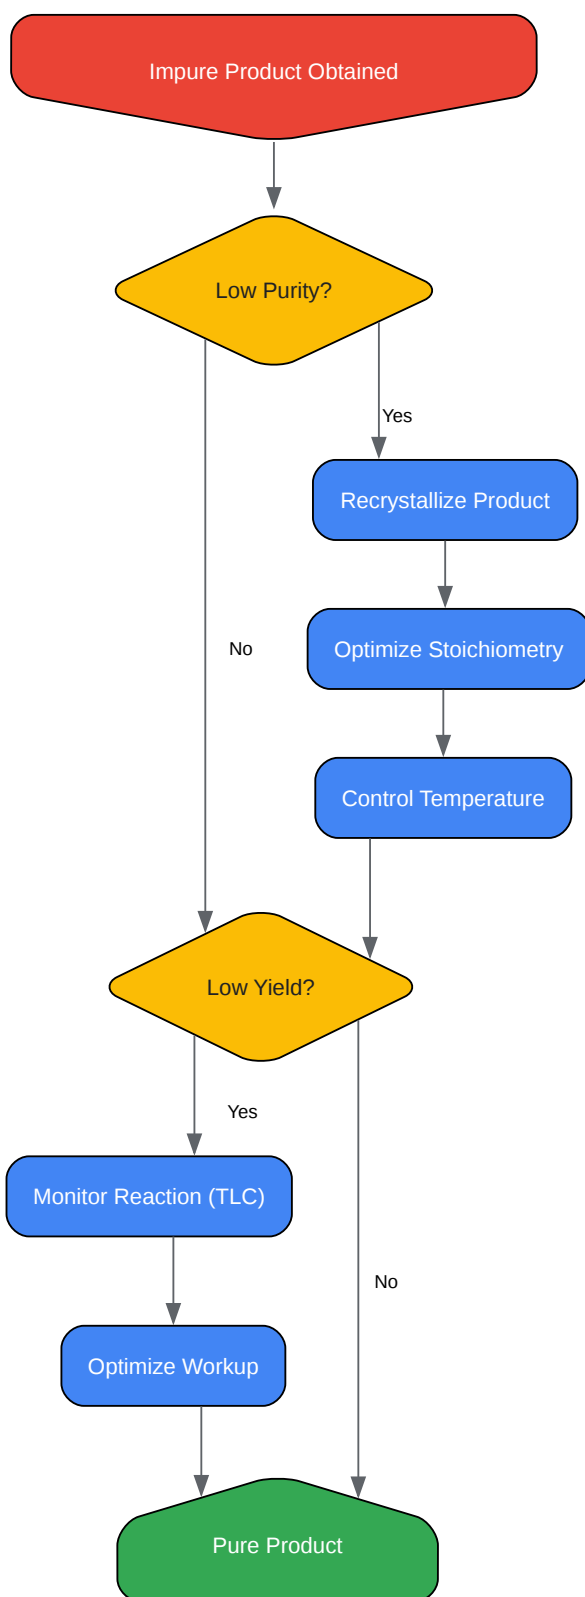 Impure Product Obtained
Low Purity?
Yes
Recrystallize Product
No
Optimize Stoichiometry
Control Temperature
Low Yield?
Yes
Monitor Reaction (TLC)
No
Optimize Workup
Pure Product